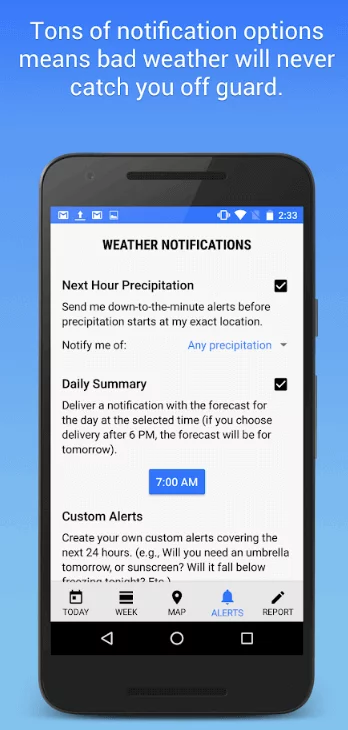 Tons of notification options
means bad weather will never
catch you off guard.
2:33
WEATHER NOTIFICATIONS
Next Hour Precipitation
Send me down-to-the-minute alerts before
precipitation starts at my exact location.
Notify me of: Any precipitation
Daily Summary
Deliver a notification with the forecast for
the day at the selected time (if you choose
delivery after 6 PM, the forecast will be for
tomorrow).
7:00 AM
Custom Alerts
Create your own custom alerts covering the
next 24 hours. (e.g., Will you need an umbrella
tomorrow, or sunscreen? Will it fall below
freezing tonight? Etc.)
TODAY WEEK MAP ALERTS REPORT